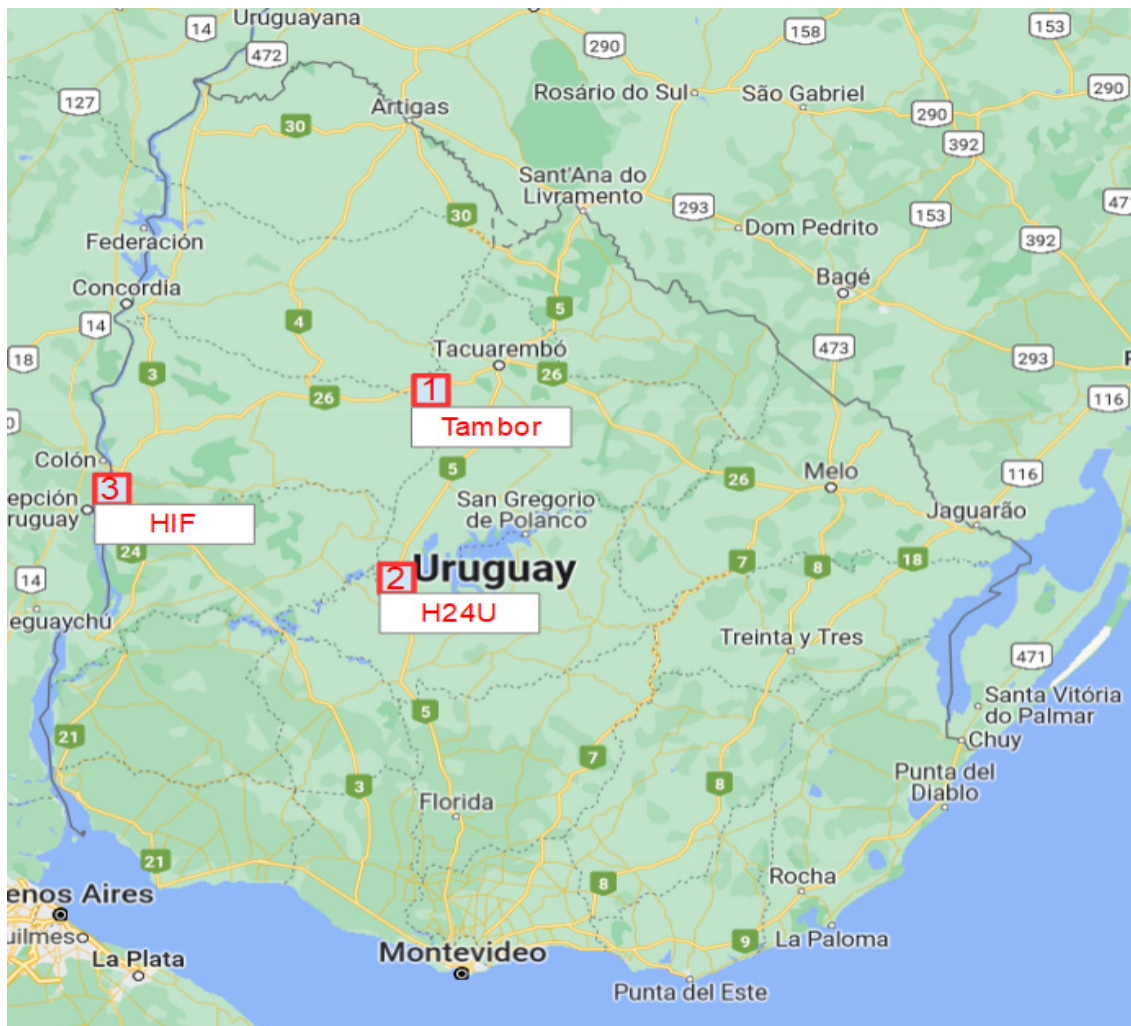 Uruguayana
14
472
290
158
153
127
Rosário do Sul
São Gabriel
290
290
Artigas
30
392
Sant'Ana do
Livramento
30
293
153
471
Federación
Dom Pedrito
392
Bagé
Concordia
14
4
5
473
18
3
Tacuarembó
26
293
26
1
116
Tambor
Colón
5
26
Melo
116
3
San Gregorio
de Polanco
Jaguarão
HIF
24
14
2
Uruguay
7
8
18
H24U
Treinta y Tres
471
Santa Vitória
do Palmar
5
21
Chuy
7
3
8
Punta del
Diablo
Florida
21
8
Rocha
enos Aires
9
La Paloma
La Plata
Montevideo
Punta del Este